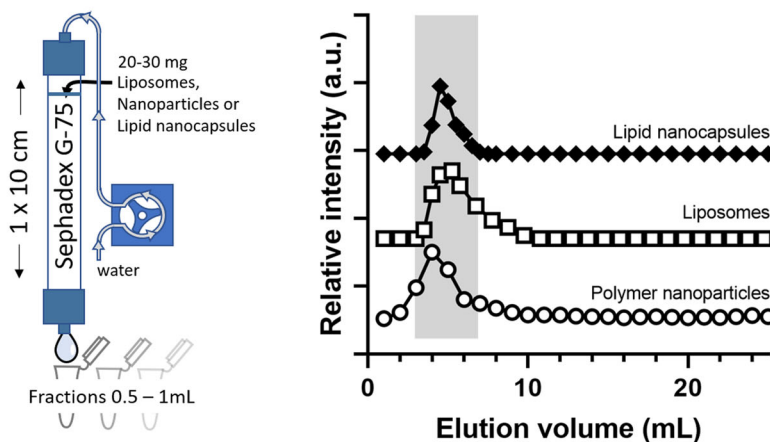 20-30 mg
Liposomes,
Nanoparticles or
Lipid nanocapsules
Sephadex G-75
1 x 10 cm
water
Fractions 0.5 – 1mL
Relative intensity (a.u.)
Lipid nanocapsules
Liposomes
Polymer nanoparticles
0 10 20
Elution volume (mL)